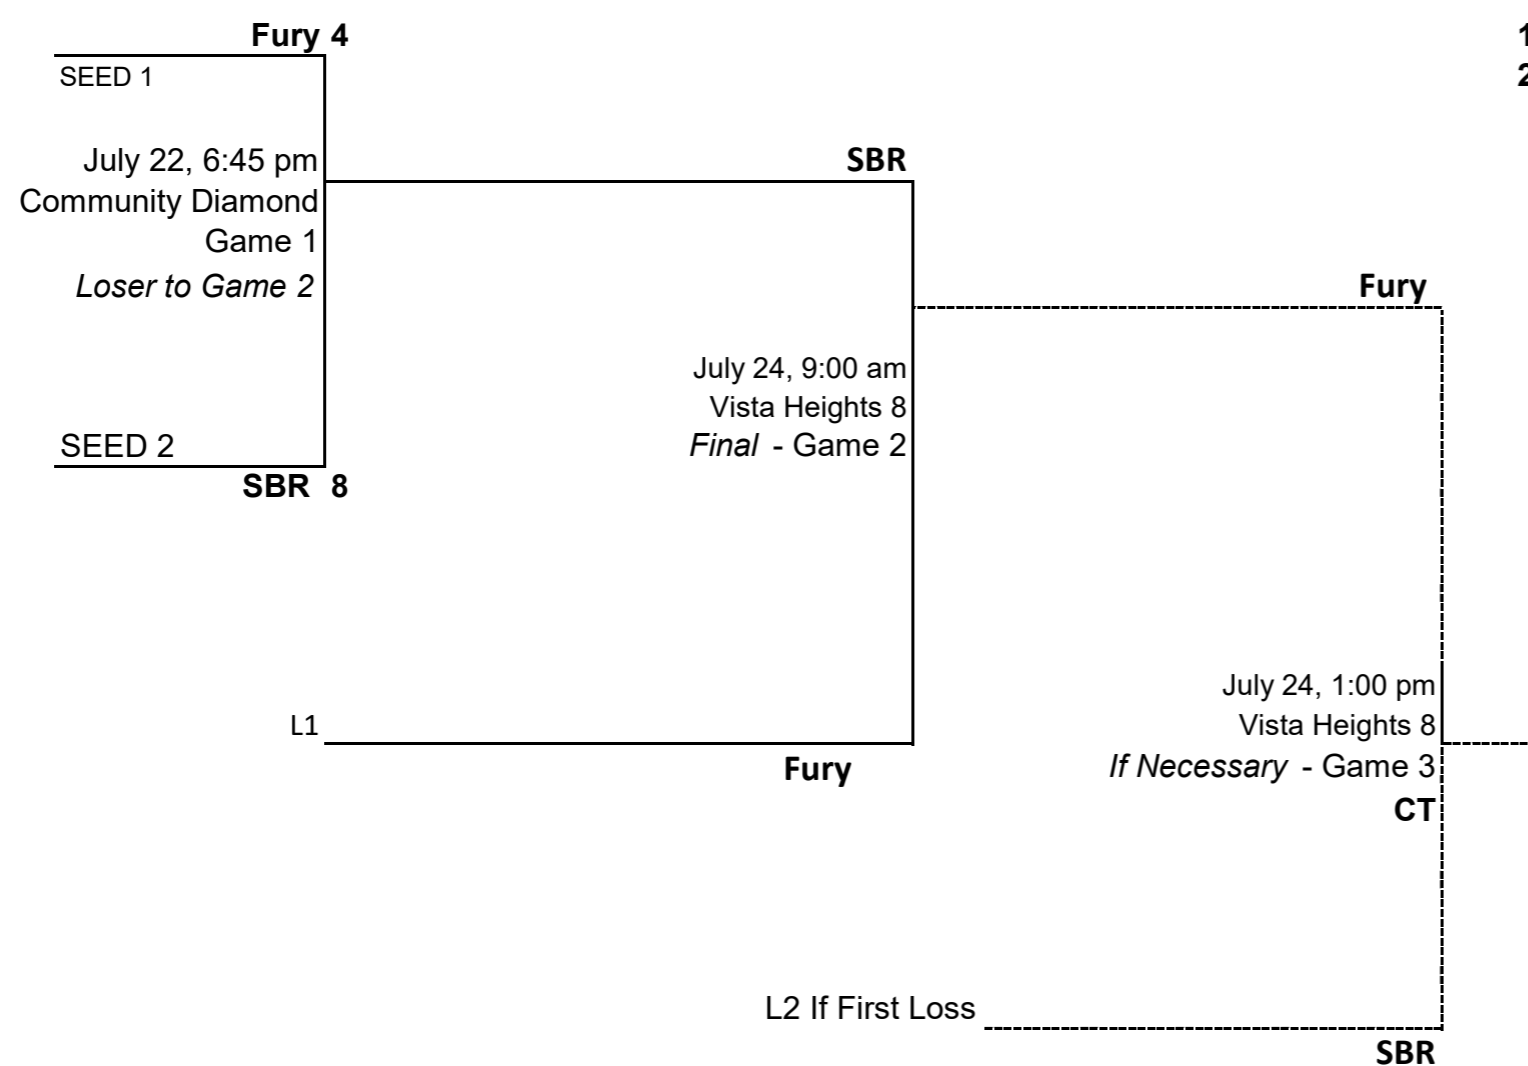 Fury 4
SEED 1
1
2
July 22, 6:45 pm
Community Diamond
Game 1
Loser to Game 2
SBR
Fury
July 24, 9:00 am
Vista Heights 8
Final - Game 2
SEED 2
SBR 8
L1
Fury
July 24, 1:00 pm
Vista Heights 8
If Necessary - Game 3
CT
L2 If First Loss
SBR